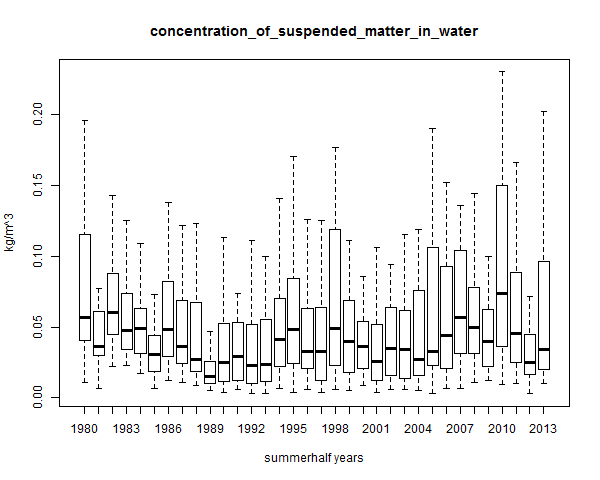 concentration_of_suspended_matter_in_water
kg/m^3
0.20
0.15
0.10
0.05
0.00
1980 1983 1986 1989 1992 1995 1998 2001 2004 2007 2010 2013
summerhalf years